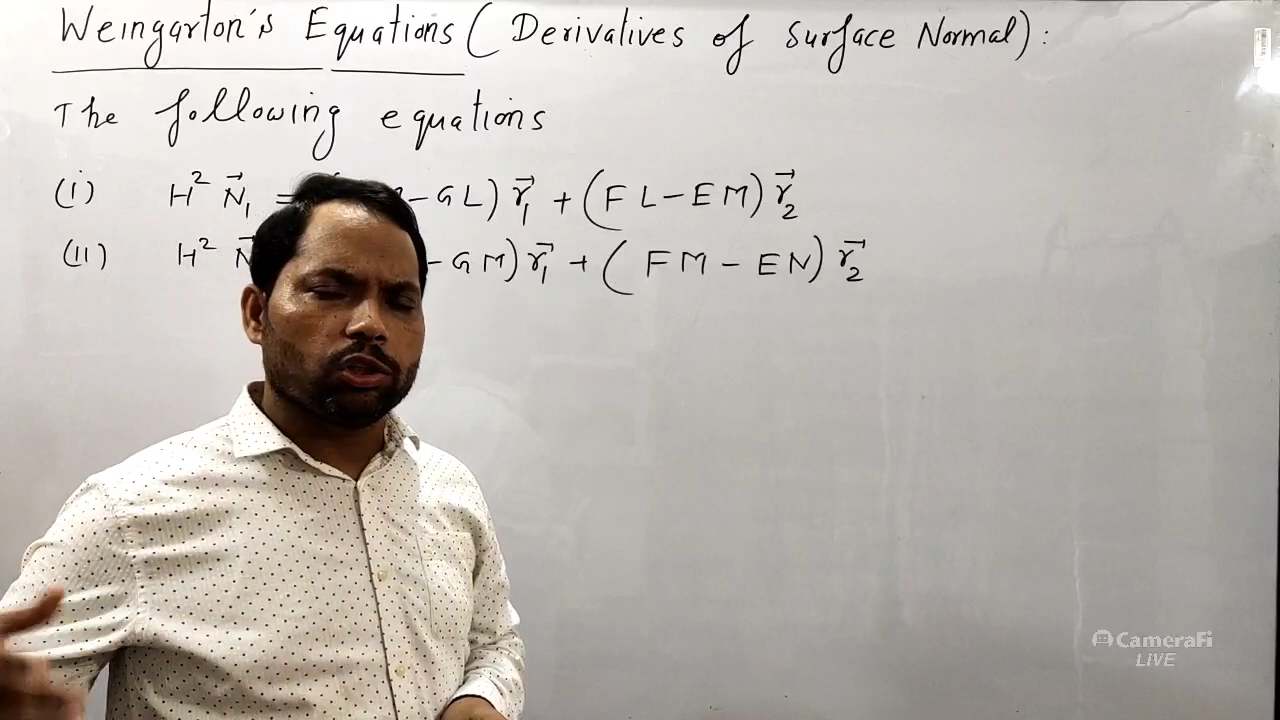 Weingarton's Equations (Derivatives of Surface Normal):
The following equations
(i) H² N⃗₁ = - GL) r⃗₁ + (FL - EM) r⃗₂
(ii) H² - GM) r⃗₁ + (FM - EN) r⃗₂
CameraFi
LIVE